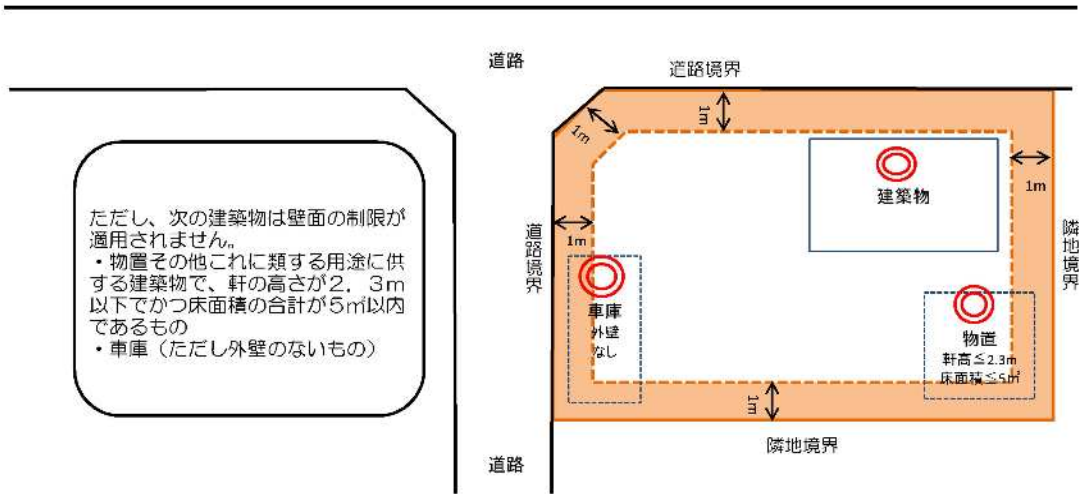 道路
道路境界
1m
1m
1m
建築物
ただし、次の建築物は壁面の制限が
適用されません。
・物置その他これに類する用途に供
する建築物で、軒の高さが２．３ｍ
以下でかつ床面積の合計が５㎡以内
であるもの
・車庫（ただし外壁のないもの）
道路境界
1m
隣地境界
車庫
外壁
なし
物置
軒高≦2.3m
床面積≦5㎡
1m
隣地境界
道路